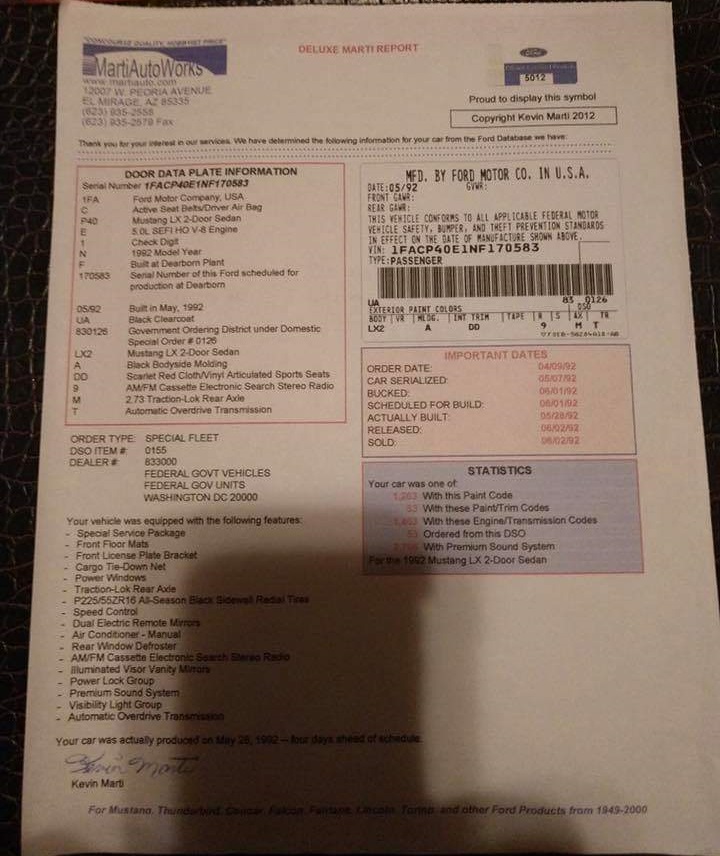 "CONCOURSE QUALITY, HOBBYIST PRICE"
MartiAutoWorks
www.martiauto.com
12007 W. PEORIA AVENUE
EL MIRAGE, AZ 85335
(623) 935-2558
(623) 935-2579 Fax
DELUXE MARTI REPORT
Ford
5012
Proud to display this symbol
Copyright Kevin Marti 2012
Thank you for your interest in our services. We have determined the following information for your car from the Ford Database we have:
DOOR DATA PLATE INFORMATION
Serial Number 1FACP40E1NF170583
1FA Ford Motor Company, USA
C Active Seat Belts/Driver Air Bag
P40 Mustang LX 2-Door Sedan
E 5.0L SEFI HO V-8 Engine
1 Check Digit
N 1992 Model Year
F Built at Dearborn Plant
170583 Serial Number of this Ford scheduled for
production at Dearborn
05/92 Built in May, 1992
UA Black Clearcoat
830126 Government Ordering District under Domestic
Special Order # 0126
LX2 Mustang LX 2-Door Sedan
A Black Bodyside Molding
DD Scarlet Red Cloth/Vinyl Articulated Sports Seats
9 AM/FM Cassette Electronic Search Stereo Radio
M 2.73 Traction-Lok Rear Axle
T Automatic Overdrive Transmission
MFD. BY FORD MOTOR CO. IN U.S.A.
DATE: 05/92 GVWR:
FRONT GAWR:
REAR GAWR:
THIS VEHICLE CONFORMS TO ALL APPLICABLE FEDERAL MOTOR
VEHICLE SAFETY, BUMPER, AND THEFT PREVENTION STANDARDS
IN EFFECT ON THE DATE OF MANUFACTURE SHOWN ABOVE.
VIN: 1FACP40E1NF170583
TYPE: PASSENGER
UA 83 0126
EXTERIOR PAINT COLORS DSO
BODY VR MLDG. INT TRIM TAPE R S AX TR
LX2 A DD 9 M T
IMPORTANT DATES
ORDER DATE: 04/09/92
CAR SERIALIZED: 05/07/92
BUCKED: 06/01/92
SCHEDULED FOR BUILD: 06/01/92
ACTUALLY BUILT: 05/28/92
RELEASED: 06/02/92
SOLD: 06/02/92
ORDER TYPE: SPECIAL FLEET
DSO ITEM #: 0155
DEALER #: 833000
FEDERAL GOVT VEHICLES
FEDERAL GOV UNITS
WASHINGTON DC 20000
STATISTICS
Your car was one of:
With this Paint Code
With these Paint/Trim Codes
With these Engine/Transmission Codes
Ordered from this DSO
With Premium Sound System
For the 1992 Mustang LX 2-Door Sedan
Your vehicle was equipped with the following features:
- Special Service Package
- Front Floor Mats
- Front License Plate Bracket
- Cargo Tie-Down Net
- Power Windows
- Traction-Lok Rear Axle
- P225/55ZR16 All-Season Black Sidewall Radial Tires
- Speed Control
- Dual Electric Remote Mirrors
- Air Conditioner - Manual
- Rear Window Defroster
- AM/FM Cassette Electronic Search Stereo Radio
- Illuminated Visor Vanity Mirrors
- Power Lock Group
- Premium Sound System
- Visibility Light Group
- Automatic Overdrive Transmission
Your car was actually produced on May 28, 1992 -- four days ahead of schedule.
Kevin Marti
Kevin Marti
For Mustang, Thunderbird, Cougar, Falcon, Fairlane, Lincoln, Torino, and other Ford Products from 1949-2000